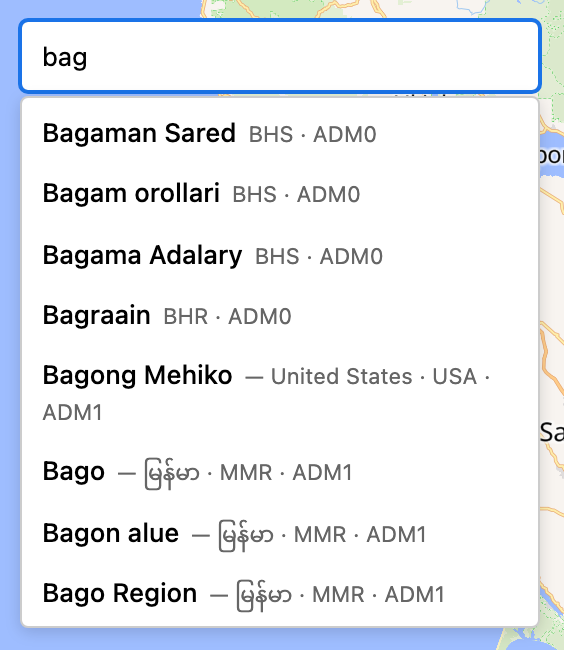 bag
Bagaman Sared BHS · ADM0
Bagam orollari BHS · ADM0
Bagama Adalary BHS · ADM0
Bagraain BHR · ADM0
Bagong Mehiko — United States · USA ·
ADM1
Sa
Bago — မြန်မာ · MMR · ADM1
Bagon alue — မြန်မာ · MMR · ADM1
Bago Region — မြန်မာ · MMR · ADM1